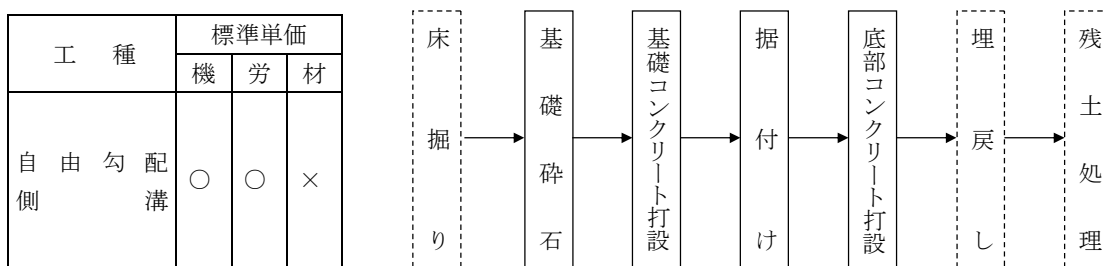 工種
標準単価
機
労
材
自由勾配
側溝
○
○
×
床掘り
基礎砕石
基礎コンクリート打設
据付け
底部コンクリート打設
埋戻し
残土処理